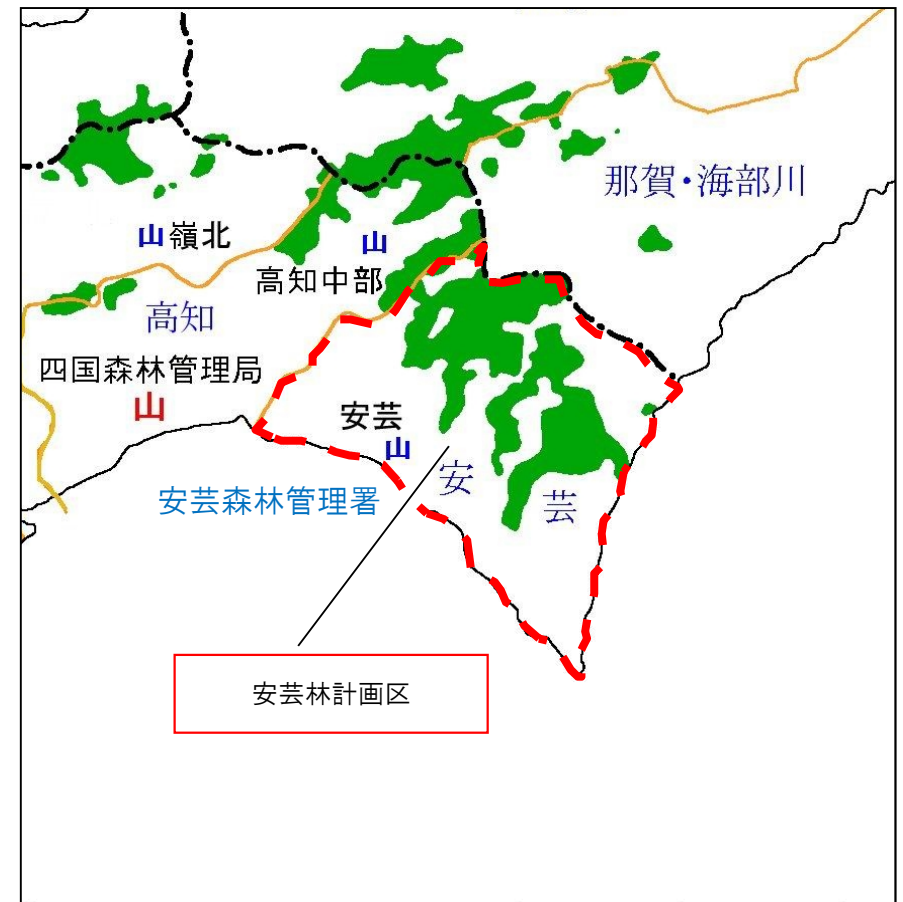 那賀・海部川
山嶺北
山
高知中部
高知
四国森林管理局
山
安芸
山
安芸
安芸森林管理署
安芸林計画区